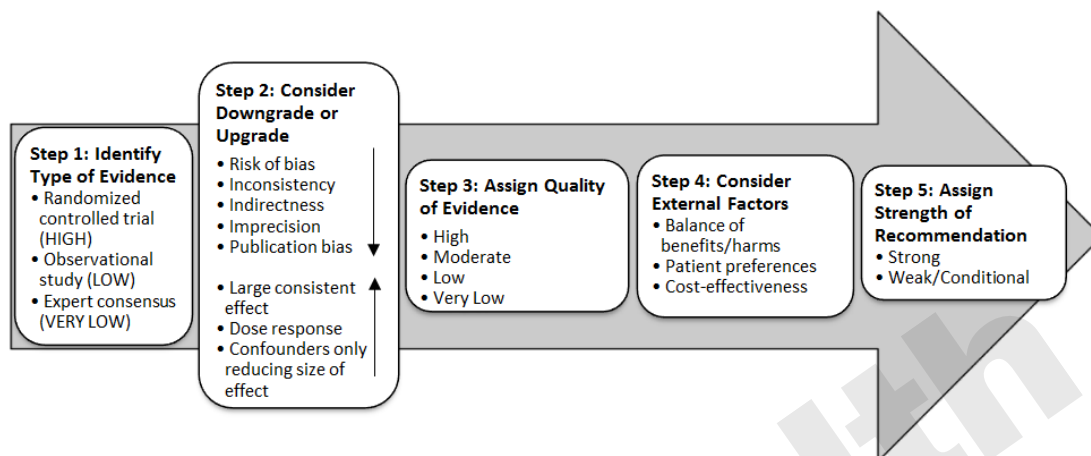 Step 1: Identify
Type of Evidence
• Randomized
controlled trial
(HIGH)
• Observational
study (LOW)
• Expert consensus
(VERY LOW)
Step 2: Consider
Downgrade or
Upgrade
• Risk of bias
• Inconsistency
• Indirectness
• Imprecision
• Publication bias
• Large consistent
effect
• Dose response
• Confounders only
reducing size of
effect
Step 3: Assign Quality
of Evidence
• High
• Moderate
• Low
• Very Low
Step 4: Consider
External Factors
• Balance of
benefits/harms
• Patient preferences
• Cost-effectiveness
Step 5: Assign
Strength of
Recommendation
• Strong
• Weak/Conditional